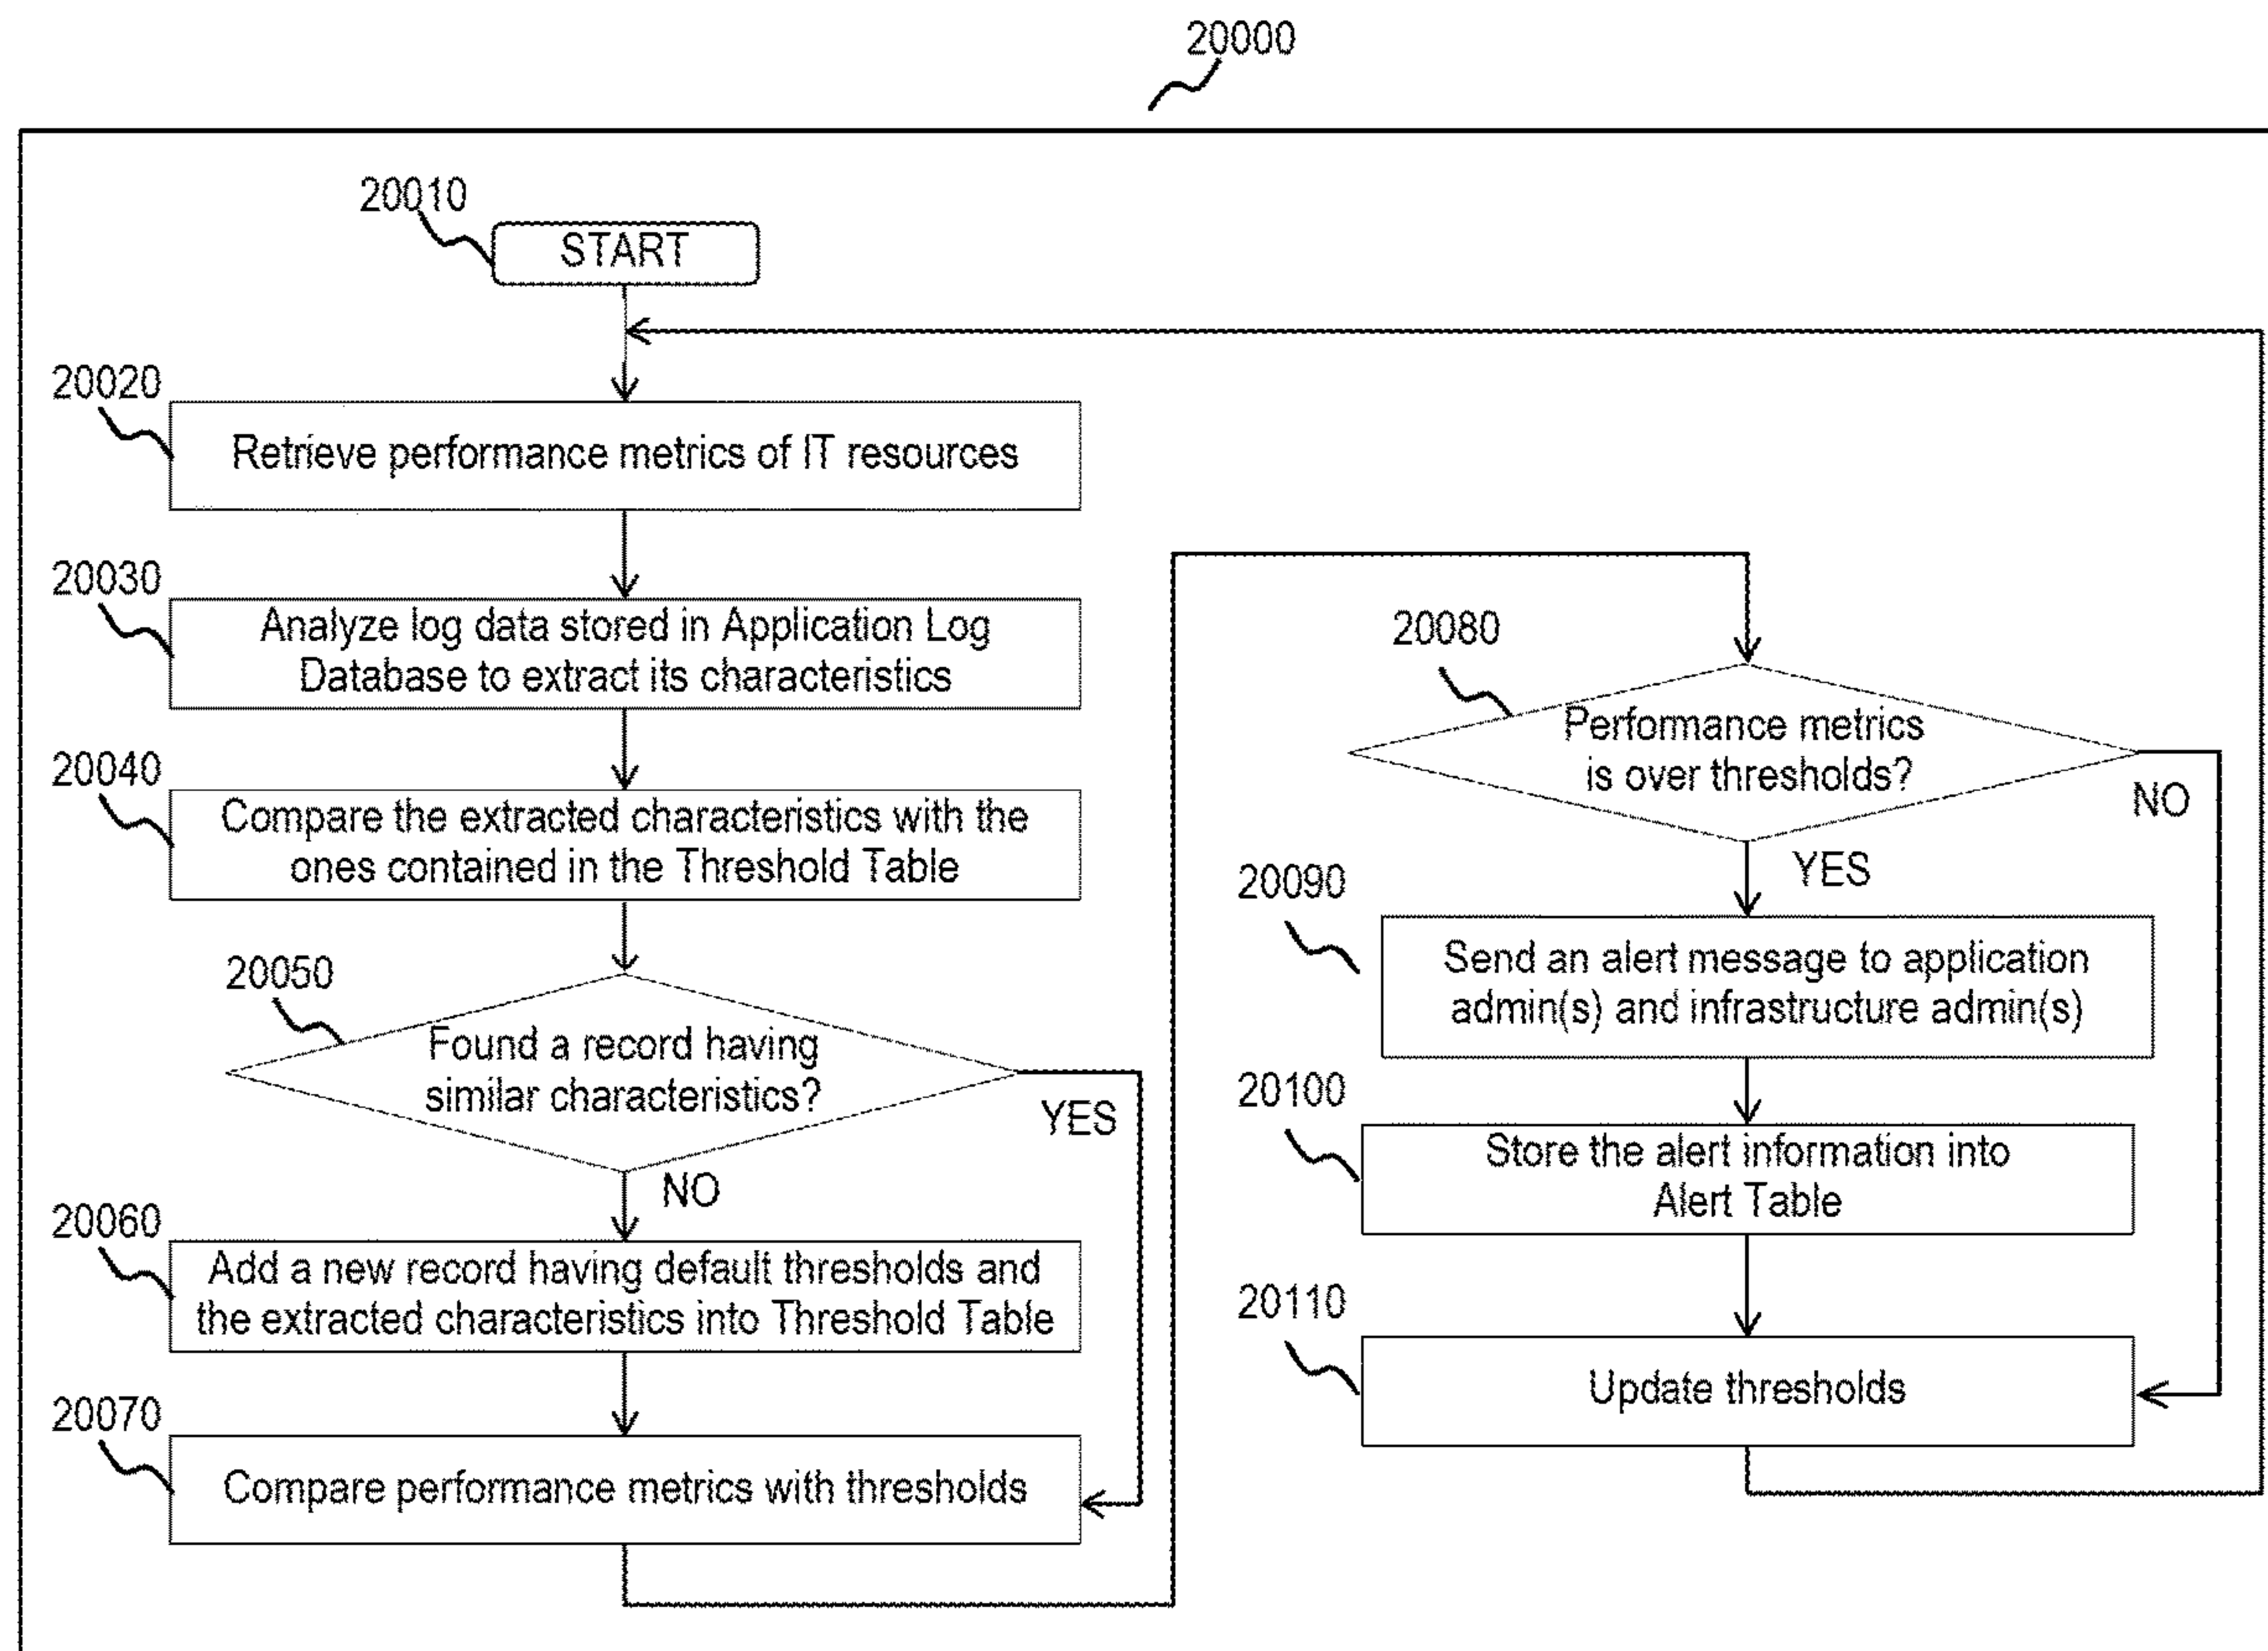 20000
20010
START
20020
Retrieve performance metrics of IT resources
20030
Analyze log data stored in Application Log
Database to extract its characteristics
20040
Compare the extracted characteristics with the
ones contained in the Threshold Table
20050
Found a record having
similar characteristics?
YES
NO
20060
Add a new record having default thresholds and
the extracted characteristics into Threshold Table
20070
Compare performance metrics with thresholds
20080
Performance metrics
is over thresholds?
NO
YES
20090
Send an alert message to application
admin(s) and infrastructure admin(s)
20100
Store the alert information into
Alert Table
20110
Update thresholds